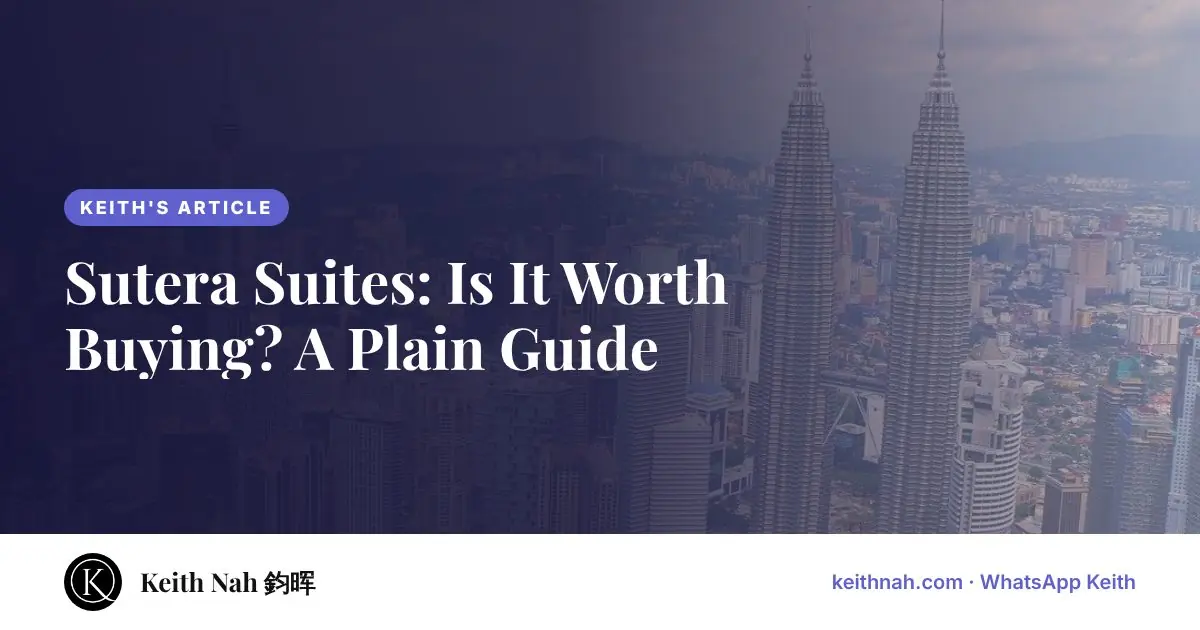 KEITH'S ARTICLE
Sutera Suites: Is It Worth
Buying? A Plain Guide
K
Keith Nah 鈞晖
keithnah.com · WhatsApp Keith